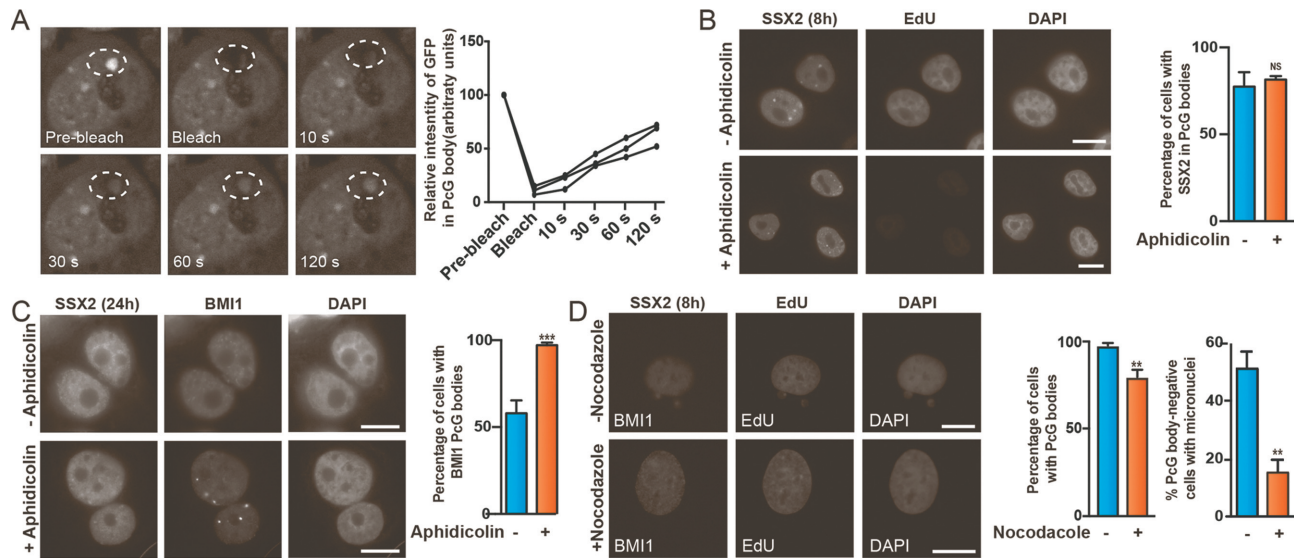 A
Pre-bleach
Bleach
10 s
30 s
60 s
120 s
Relative intestntity of GFP
in PcG body(arbitraty units)
150
100
50
0
Pre-bleach
Bleach
10 s
30 s
60 s
120 s
B
SSX2 (8h) EdU DAPI
- Aphidicolin
+ Aphidicolin
Percentage of cells with
SSX2 in PcG bodies
100
50
0
NS
Aphidicolin - +
C
SSX2 (24h) BMI1 DAPI
- Aphidicolin
+ Aphidicolin
Percentage of cells with
BMI1 PcG bodies
100
50
0
***
Aphidicolin - +
D
SSX2 (8h) EdU DAPI
-Nocodazole
BMI1 EdU DAPI
+Nocodazole
BMI1 EdU DAPI
Percentage of cells
with PcG bodies
100
50
0
**
Nocodacole - +
% PcG body-negative
cells with micronuclei
60
40
20
0
**
- +